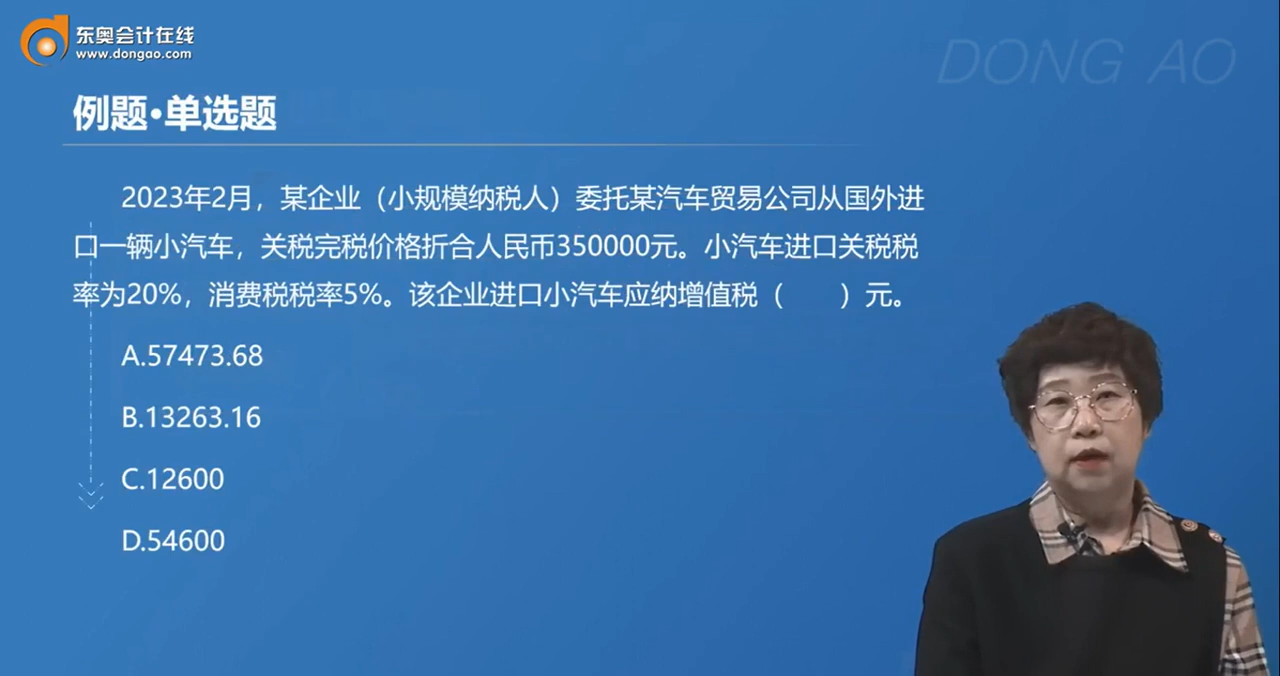 东奥会计在线
www.dongao.com
DONG AO
例题·单选题
2023年2月，某企业（小规模纳税人）委托某汽车贸易公司从国外进
口一辆小汽车，关税完税价格折合人民币350000元。小汽车进口关税税
率为20%，消费税税率5%。该企业进口小汽车应纳增值税（　　）元。
A.57473.68
B.13263.16
C.12600
D.54600